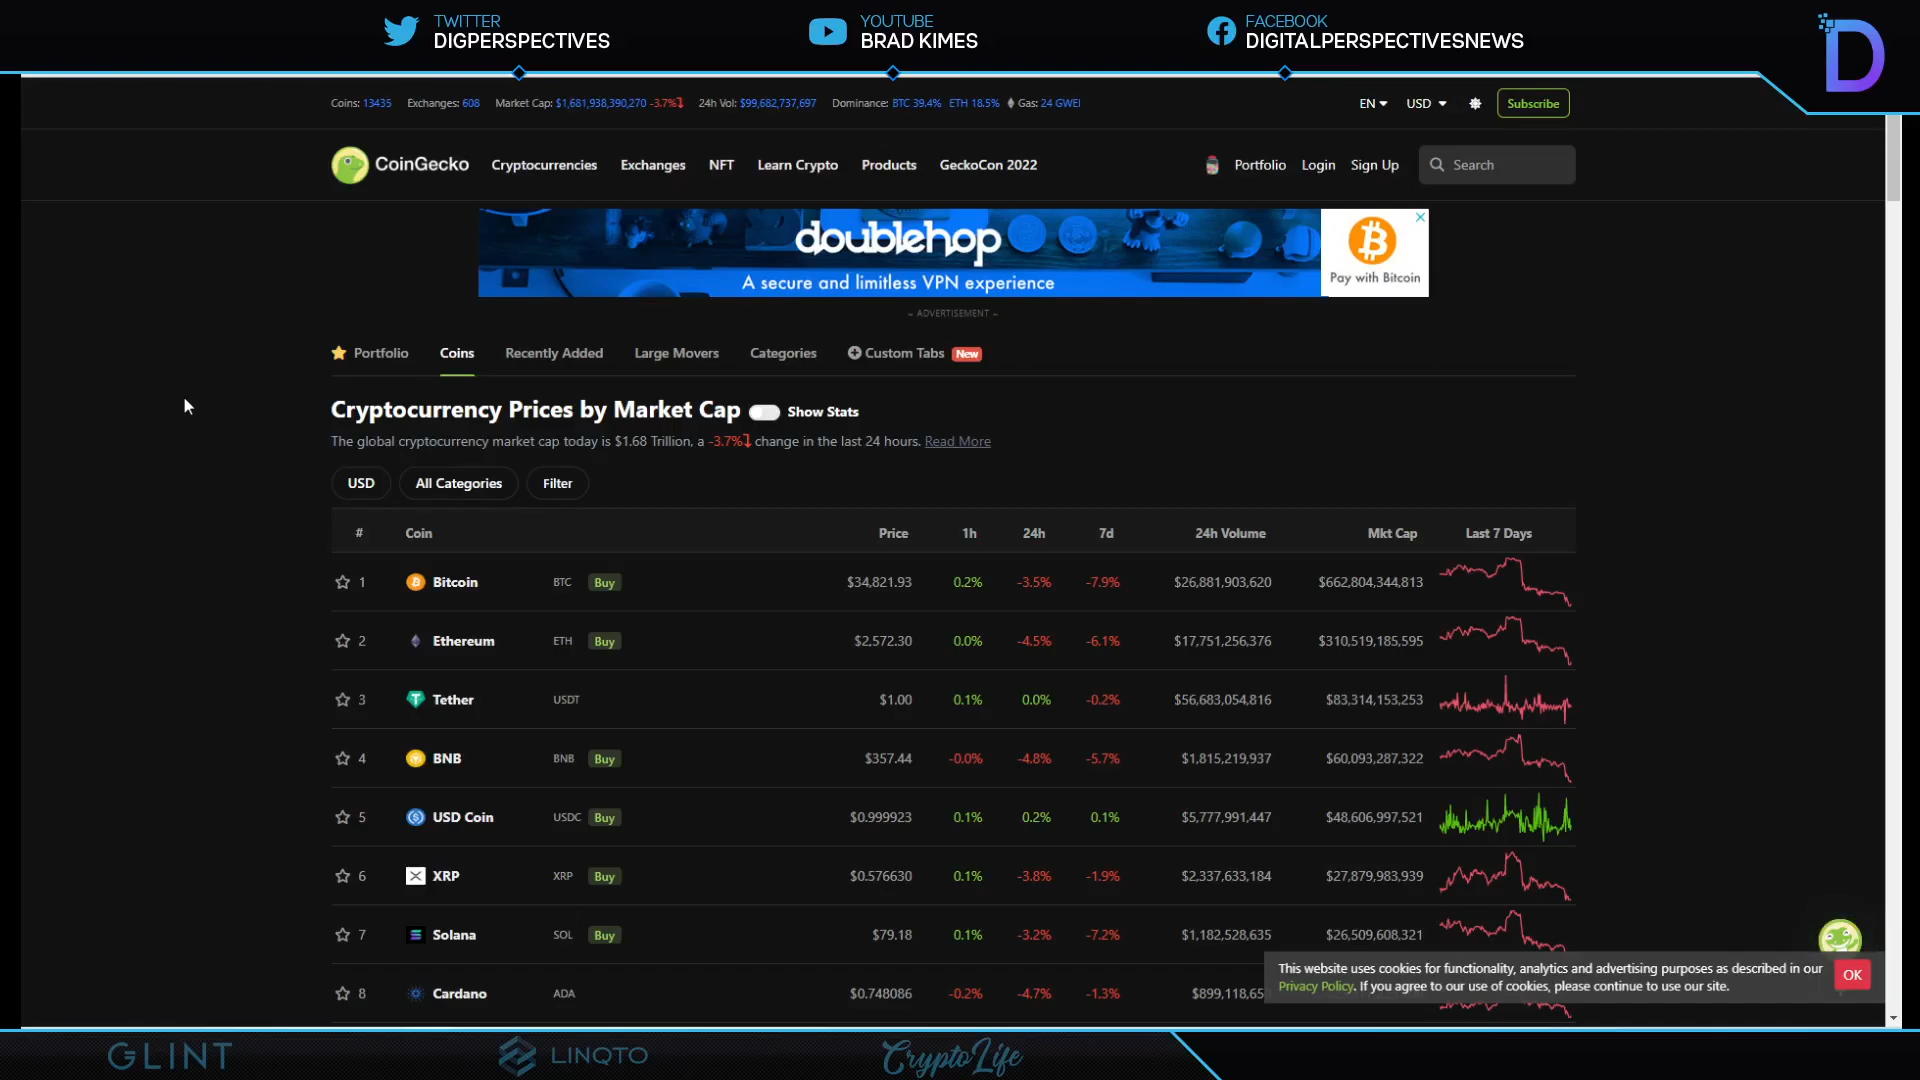 TWITTER
DIGPERSPECTIVES
YOUTUBE
BRAD KIMES
FACEBOOK
DIGITALPERSPECTIVESNEWS
D
Coins: 13435 Exchanges: 608 Market Cap: $1,681,938,390,270 -3.7% 24h Vol: $99,682,737,697 Dominance: BTC 39.4% ETH 18.5% Gas: 24 GWEI
EN USD Subscribe
CoinGecko Cryptocurrencies Exchanges NFT Learn Crypto Products GeckoCon 2022 Portfolio Login Sign Up Search
doublehop
A secure and limitless VPN experience
Pay with Bitcoin
– ADVERTISEMENT –
Portfolio Coins Recently Added Large Movers Categories Custom Tabs New
Cryptocurrency Prices by Market Cap Show Stats
The global cryptocurrency market cap today is $1.68 Trillion, a -3.7% change in the last 24 hours. Read More
USD All Categories Filter
# Coin Price 1h 24h 7d 24h Volume Mkt Cap Last 7 Days
1 Bitcoin BTC Buy $34,821.93 0.2% -3.5% -7.9% $26,881,903,620 $662,804,344,813
2 Ethereum ETH Buy $2,572.30 0.0% -4.5% -6.1% $17,751,256,376 $310,519,185,595
3 Tether USDT $1.00 0.1% 0.0% -0.2% $56,683,054,816 $83,314,153,253
4 BNB BNB Buy $357.44 -0.0% -4.8% -5.7% $1,815,219,937 $60,093,287,322
5 USD Coin USDC Buy $0.999923 0.1% 0.2% 0.1% $5,777,991,447 $48,606,997,521
6 XRP XRP Buy $0.576630 0.1% -3.8% -1.9% $2,337,633,184 $27,879,983,939
7 Solana SOL Buy $79.18 0.1% -3.2% -7.2% $1,182,528,635 $26,509,608,321
8 Cardano ADA $0.748086 -0.2% -4.7% -1.3%
This website uses cookies for functionality, analytics and advertising purposes as described in our
Privacy Policy. If you agree to our use of cookies, please continue to use our site.
OK
GLINT
LINQTO
CryptoLife